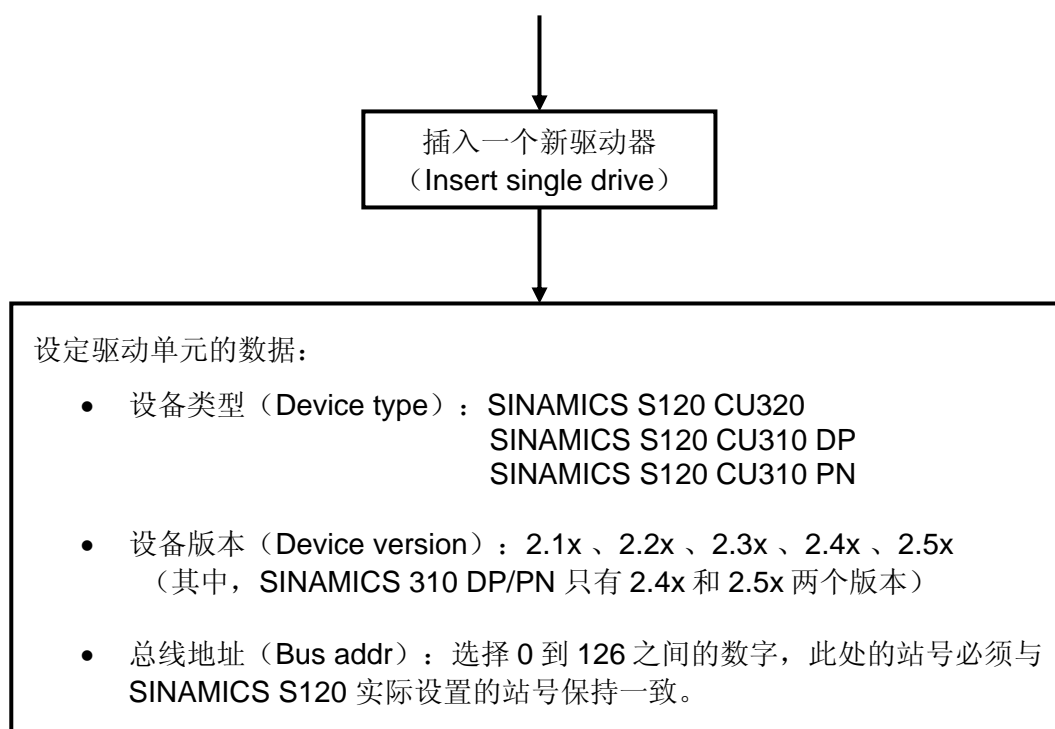 插入一个新驱动器
（Insert single drive）
设定驱动单元的数据：
• 设备类型（Device type）：SINAMICS S120 CU320
SINAMICS S120 CU310 DP
SINAMICS S120 CU310 PN
• 设备版本（Device version）：2.1x 、2.2x 、2.3x 、2.4x 、2.5x
（其中，SINAMICS 310 DP/PN 只有 2.4x 和 2.5x 两个版本）
• 总线地址（Bus addr）：选择 0 到 126 之间的数字，此处的站号必须与
SINAMICS S120 实际设置的站号保持一致。